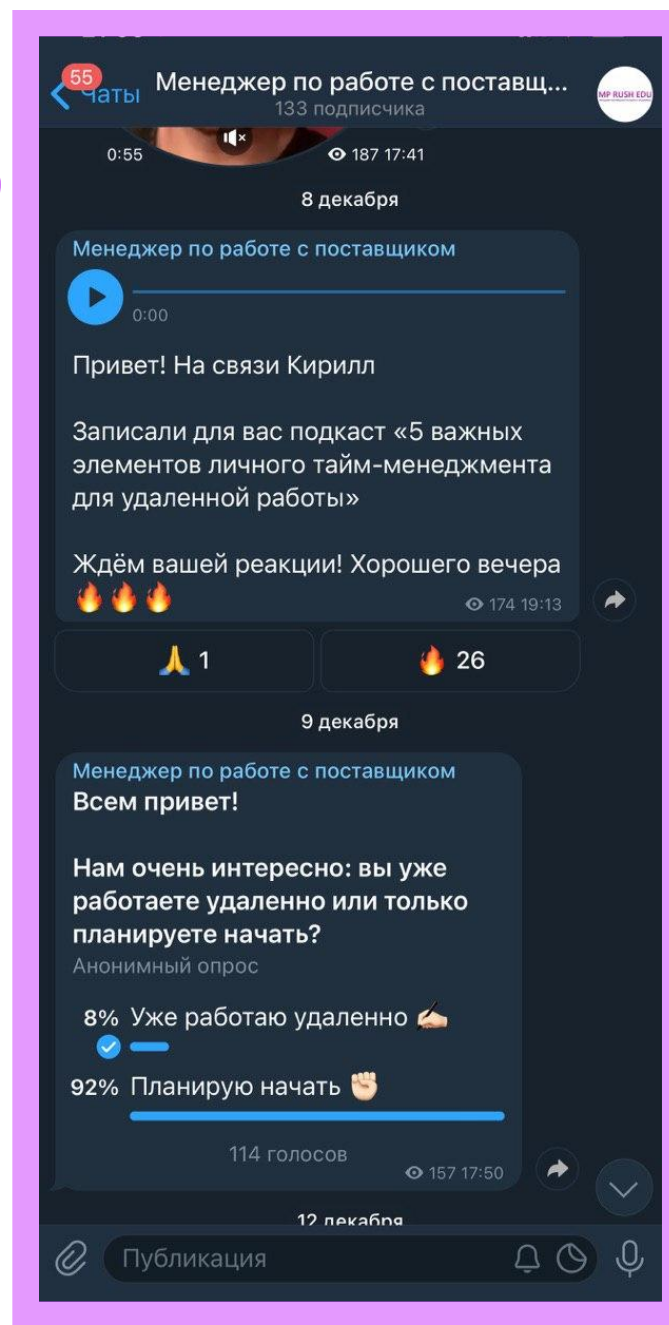 55
Чаты
Менеджер по работе с поставщ...
133 подписчика
MP RUSH EDU
0:55
187 17:41
8 декабря
Менеджер по работе с поставщиком
0:00
Привет! На связи Кирилл
Записали для вас подкаст «5 важных
элементов личного тайм-менеджмента
для удаленной работы»
Ждём вашей реакции! Хорошего вечера
🔥🔥🔥
174 19:13
🙏 1
🔥 26
9 декабря
Менеджер по работе с поставщиком
Всем привет!
Нам очень интересно: вы уже
работаете удаленно или только
планируете начать?
Анонимный опрос
8% Уже работаю удаленно ✍🏻
92% Планирую начать ✊🏻
114 голосов
157 17:50
12 декабря
Публикация